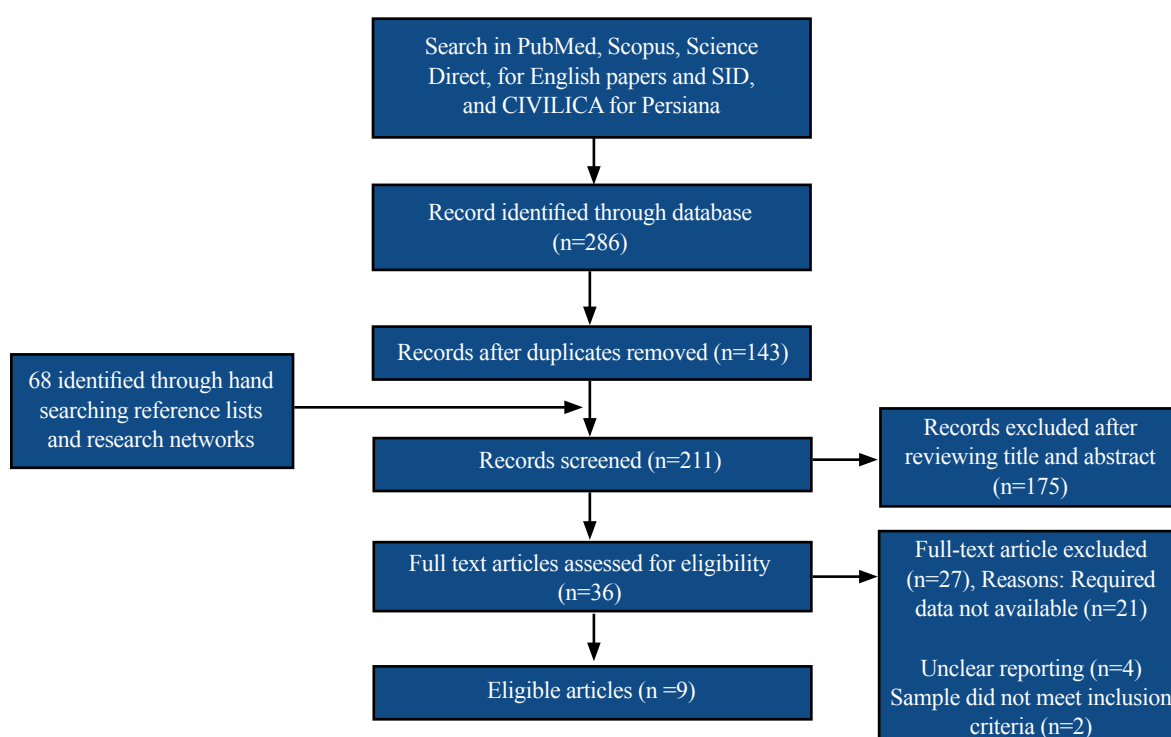 Search in PubMed, Scopus, Science
Direct, for English papers and SID,
and CIVILICA for Persiana
Record identified through database
(n=286)
Records after duplicates removed (n=143)
68 identified through hand
searching reference lists
and research networks
Records screened (n=211)
Records excluded after
reviewing title and abstract
(n=175)
Full text articles assessed for eligibility
(n=36)
Full-text article excluded
(n=27), Reasons: Required
data not available (n=21)
Unclear reporting (n=4)
Sample did not meet inclusion
criteria (n=2)
Eligible articles (n =9)